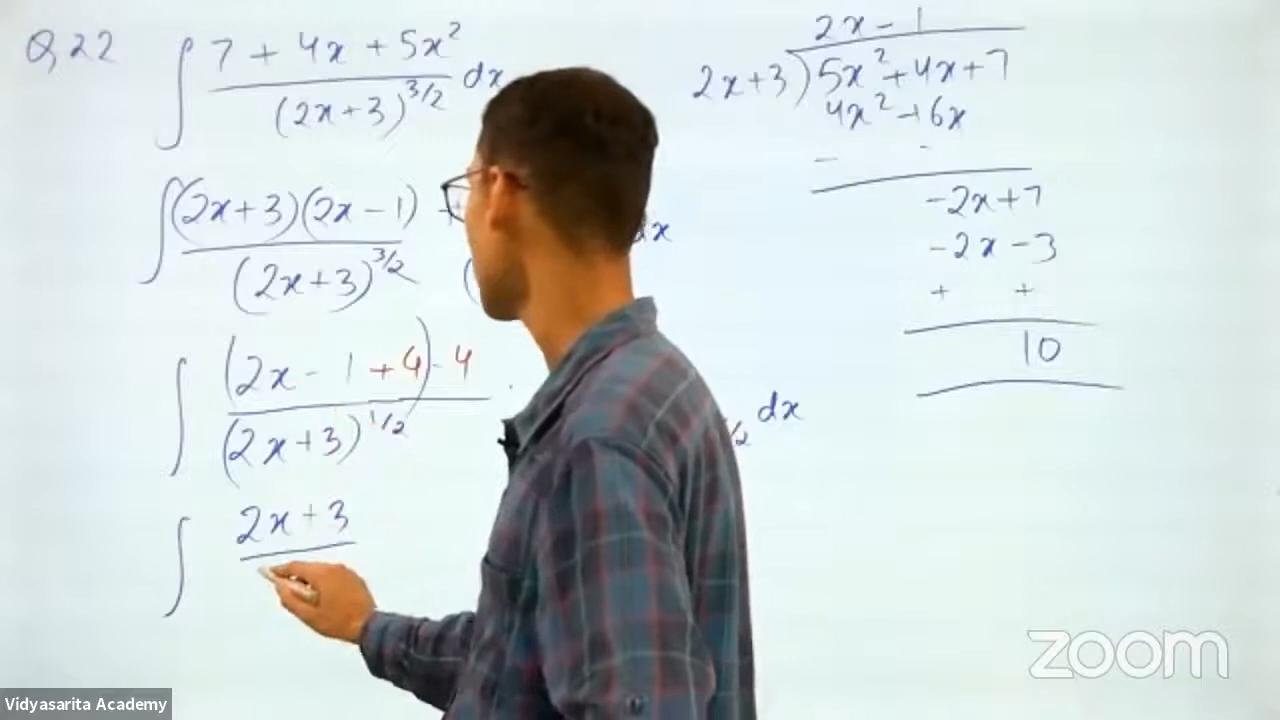 Q,22 ∫ 7 + 4x + 5x² / (2x+3)^3/2 dx
∫ (2x+3)(2x-1) / (2x+3)^3/2 + ( dx
∫ (2x - 1 + 4) - 4 / (2x+3)^1/2 /2 dx
∫ 2x + 3
2x - 1
2x+3 ) 5x² + 4x + 7
4x² + 6x
- -
-2x+7
-2x -3
+ +
10
zoom
Vidyasarita Academy